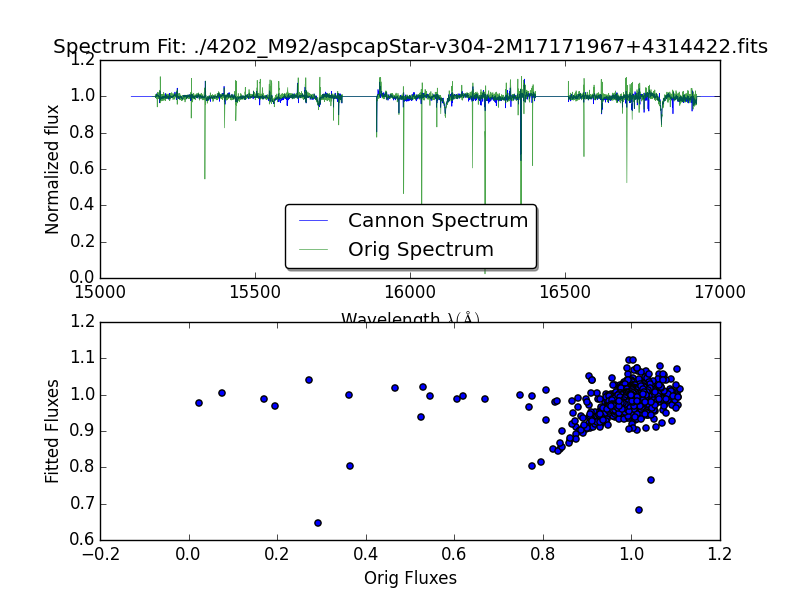 Spectrum Fit: ./4202_M92/aspcapStar-v304-2M17171967+4314422.fits
1.2
1.0
0.8
0.6
0.4
0.2
0.0
Normalized flux
Cannon Spectrum
Orig Spectrum
15000 15500 16000 16500 17000
Wavelength λ(Å)
1.2
1.1
1.0
0.9
0.8
0.7
0.6
Fitted Fluxes
−0.2 0.0 0.2 0.4 0.6 0.8 1.0 1.2
Orig Fluxes